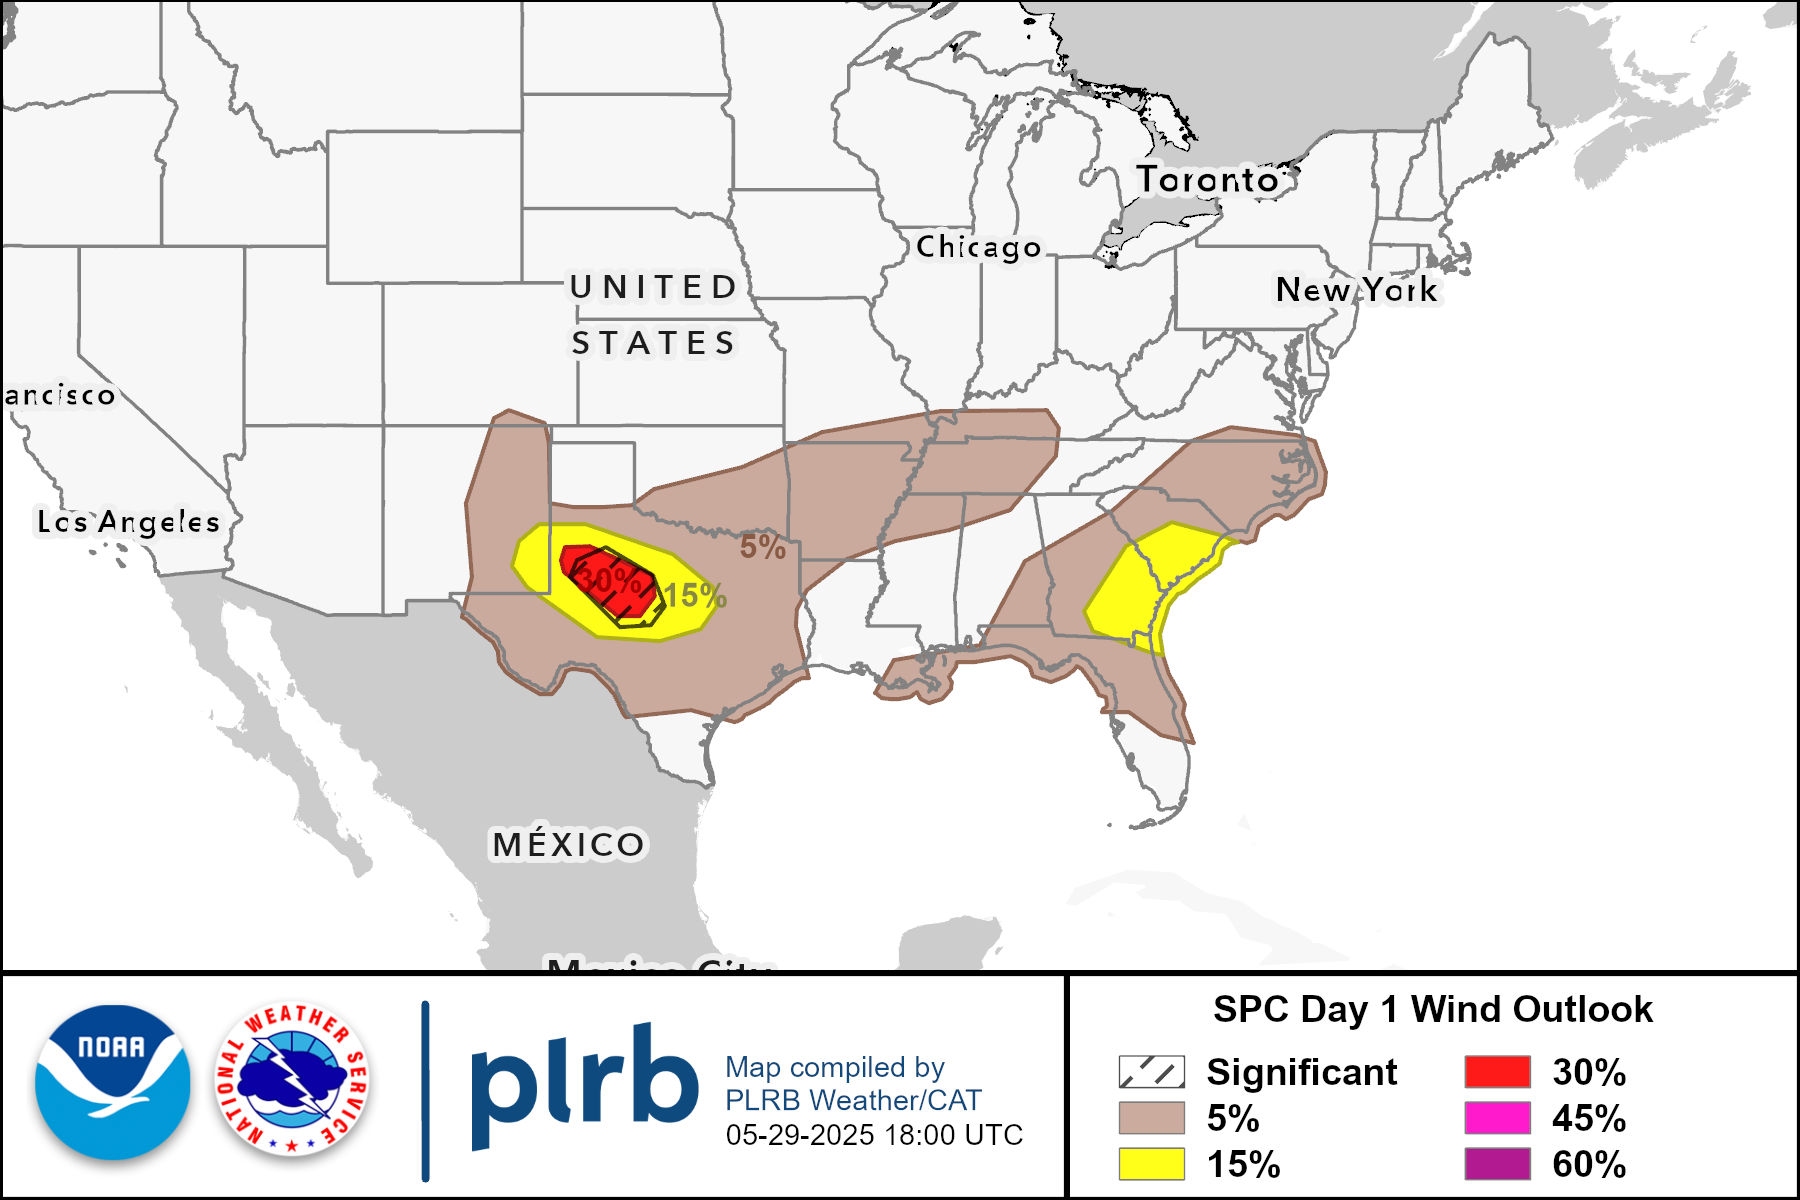 Toronto
Chicago
UNITED
STATES
New York
ancisco
Los Angeles
5%
30%
15%
MÉXICO
Mexico City
NOAA
NATIONAL WEATHER SERVICE
plrb
Map compiled by
PLRB Weather/CAT
05-29-2025 18:00 UTC
SPC Day 1 Wind Outlook
Significant
5%
15%
30%
45%
60%